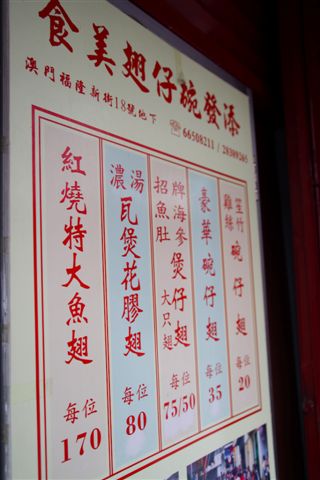 添發碗仔翅美食
澳門福隆新街18號地下
☎66508211 / 28389265
紅燒特大魚翅
每位
170
濃湯
瓦煲花膠翅
每位
80
招牌
海參
魚肚
煲仔翅
大只翅
每位
75/50
豪華碗仔翅
每位
35
雞絲
笙竹
碗仔翅
每位
20